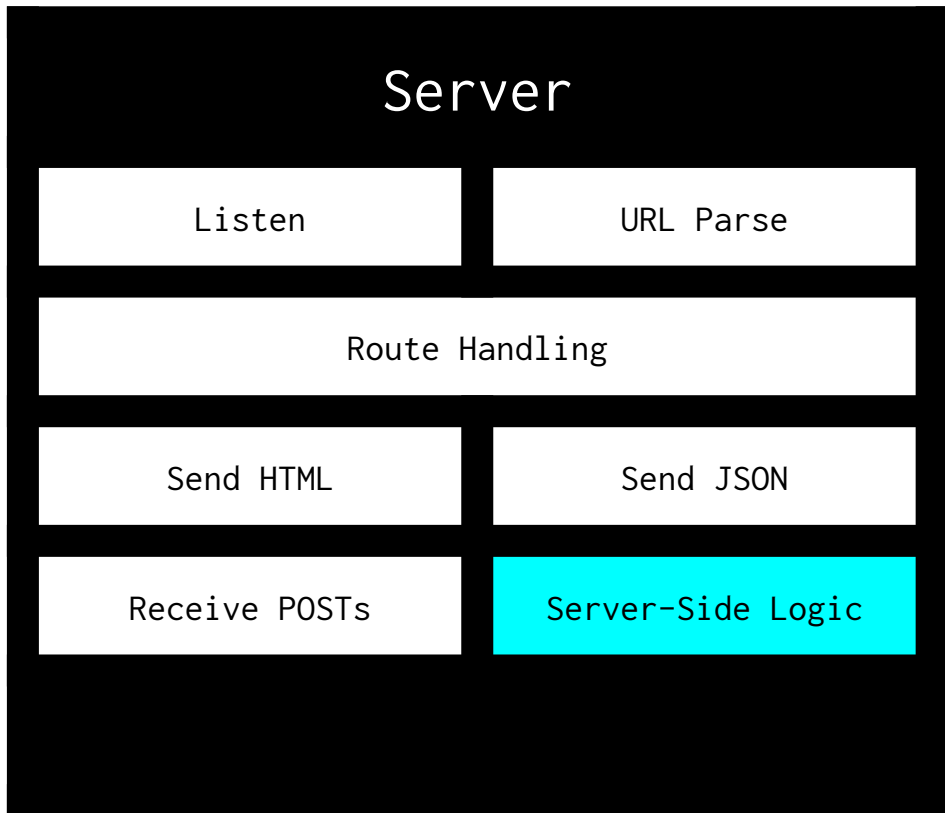 Server
Listen
URL Parse
Route Handling
Send HTML
Send JSON
Receive POSTs
Server-Side Logic